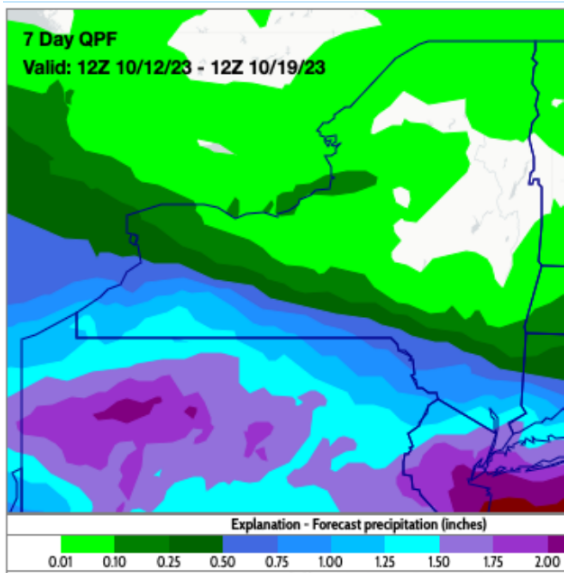 7 Day QPF
Valid: 12Z 10/12/23 - 12Z 10/19/23
Explanation - Forecast precipitation (inches)
0.01 0.10 0.25 0.50 0.75 1.00 1.25 1.50 1.75 2.00